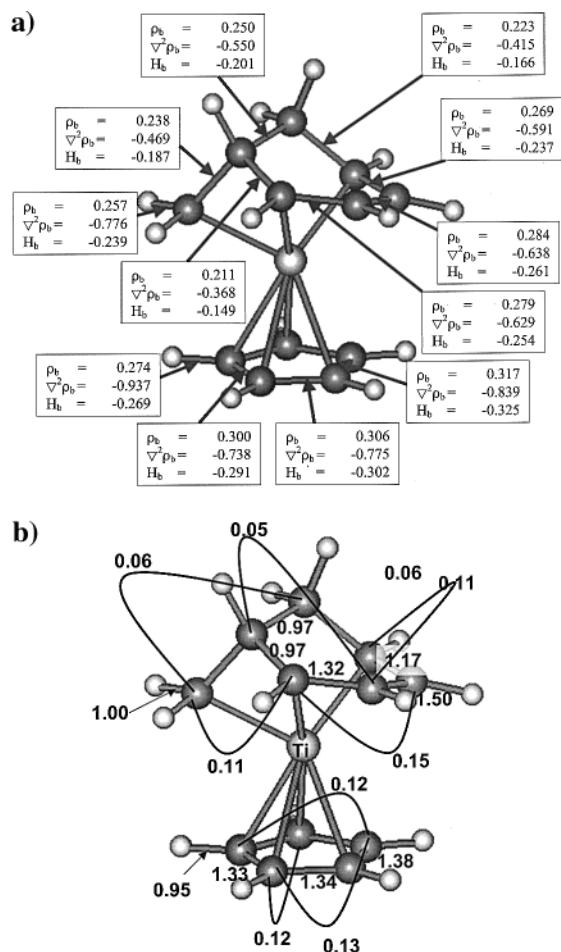 a)
ρb = 0.250
▽²ρb = -0.550
Hb = -0.201
ρb = 0.223
▽²ρb = -0.415
Hb = -0.166
ρb = 0.238
▽²ρb = -0.469
Hb = -0.187
ρb = 0.269
▽²ρb = -0.591
Hb = -0.237
ρb = 0.257
▽²ρb = -0.776
Hb = -0.239
ρb = 0.284
▽²ρb = -0.638
Hb = -0.261
ρb = 0.211
▽²ρb = -0.368
Hb = -0.149
ρb = 0.279
▽²ρb = -0.629
Hb = -0.254
ρb = 0.274
▽²ρb = -0.937
Hb = -0.269
ρb = 0.317
▽²ρb = -0.839
Hb = -0.325
ρb = 0.300
▽²ρb = -0.738
Hb = -0.291
ρb = 0.306
▽²ρb = -0.775
Hb = -0.302
b)
0.05
0.06
0.06
0.11
0.97
0.97
1.17
1.32
1.50
1.00
Ti
0.11
0.15
0.12
0.95
1.33
1.34
1.38
0.12
0.13